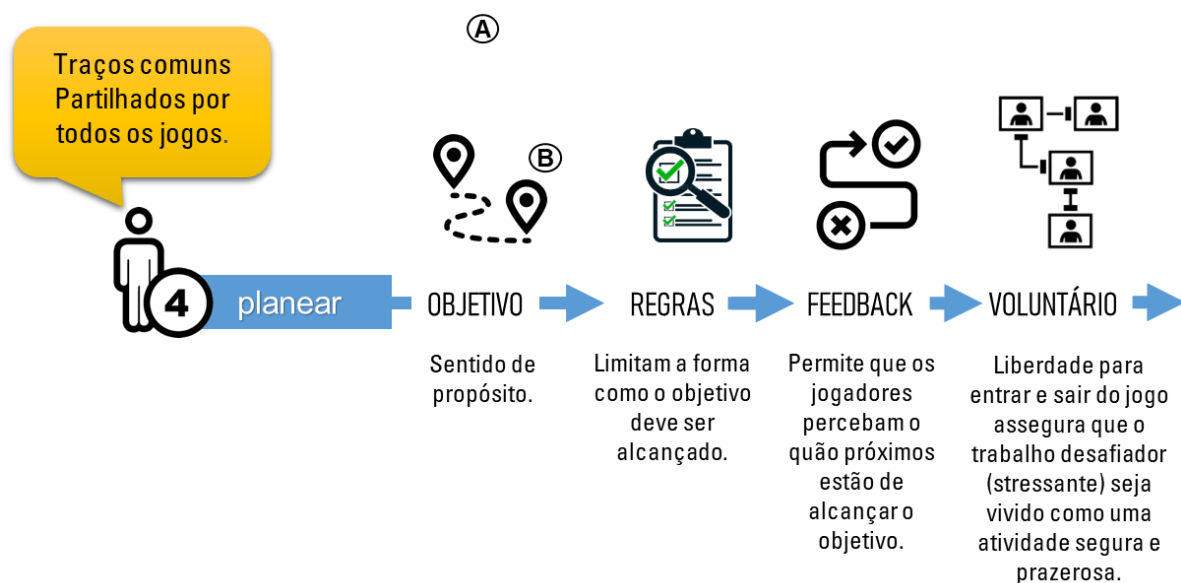 A
Traços comuns
Partilhados por
todos os jogos.
B
4
planear
OBJETIVO
REGRAS
FEEDBACK
VOLUNTÁRIO
Sentido de
propósito.
Limitam a forma
como o objetivo
deve ser
alcançado.
Permite que os
jogadores
percebam o
quão próximos
estão de
alcançar o
objetivo.
Liberdade para
entrar e sair do jogo
assegura que o
trabalho desafiador
(stressante) seja
vivido como uma
atividade segura e
prazerosa.